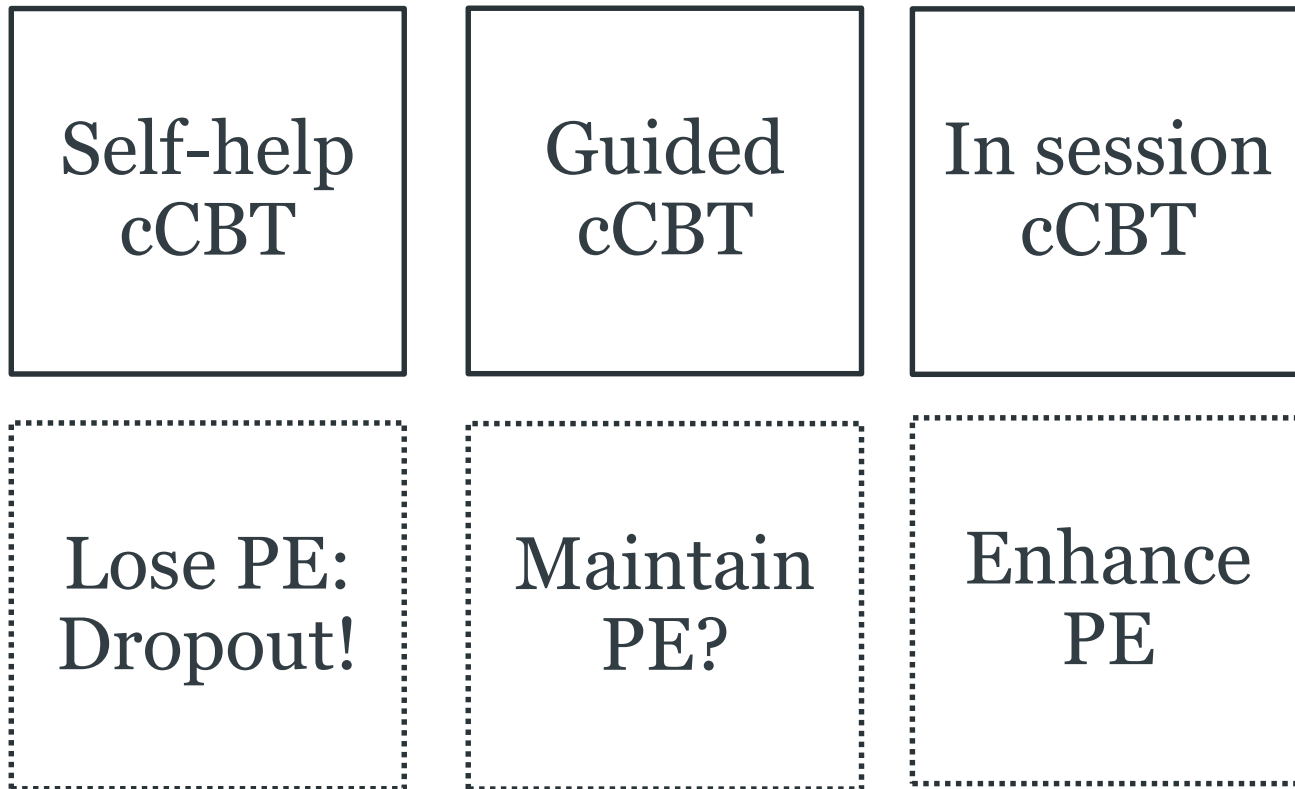 Self-help
cCBT
Guided
cCBT
In session
cCBT
Lose PE:
Dropout!
Maintain
PE?
Enhance
PE